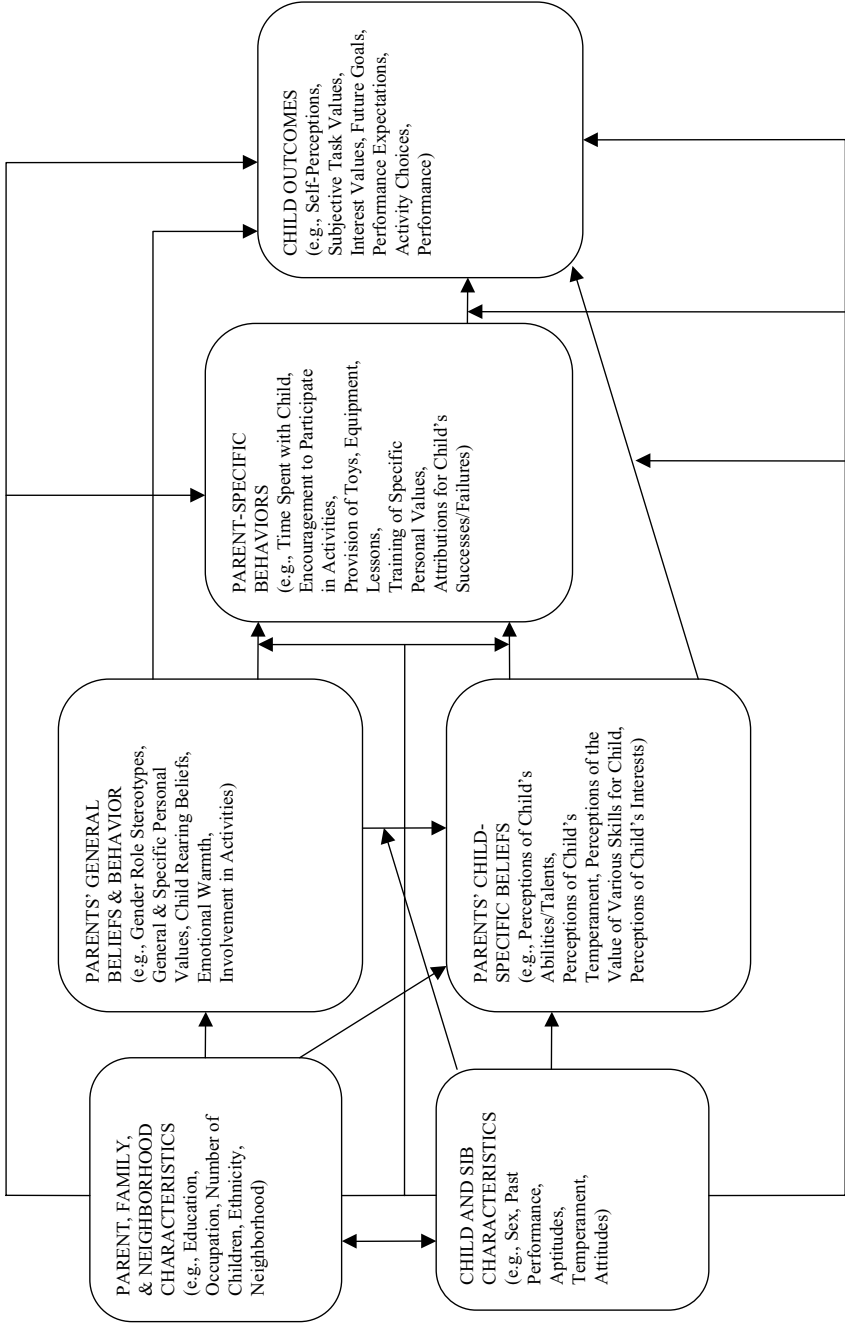 PARENT, FAMILY,
& NEIGHBORHOOD
CHARACTERISTICS
(e.g., Education,
Occupation, Number of
Children, Ethnicity,
Neighborhood)
CHILD AND SIB
CHARACTERISTICS
(e.g., Sex, Past
Performance,
Aptitudes,
Temperament,
Attitudes)
PARENTS' GENERAL
BELIEFS & BEHAVIOR
(e.g., Gender Role Stereotypes,
General & Specific Personal
Values, Child Rearing Beliefs,
Emotional Warmth,
Involvement in Activities)
PARENTS' CHILD-
SPECIFIC BELIEFS
(e.g., Perceptions of Child's
Abilities/Talents,
Perceptions of Child's
Temperament, Perceptions of the
Value of Various Skills for Child,
Perceptions of Child's Interests)
PARENT-SPECIFIC
BEHAVIORS
(e.g., Time Spent with Child,
Encouragement to Participate
in Activities,
Provision of Toys, Equipment,
Lessons,
Training of Specific
Personal Values,
Attributions for Child's
Successes/Failures)
CHILD OUTCOMES
(e.g., Self-Perceptions,
Subjective Task Values,
Interest Values, Future Goals,
Performance Expectations,
Activity Choices,
Performance)